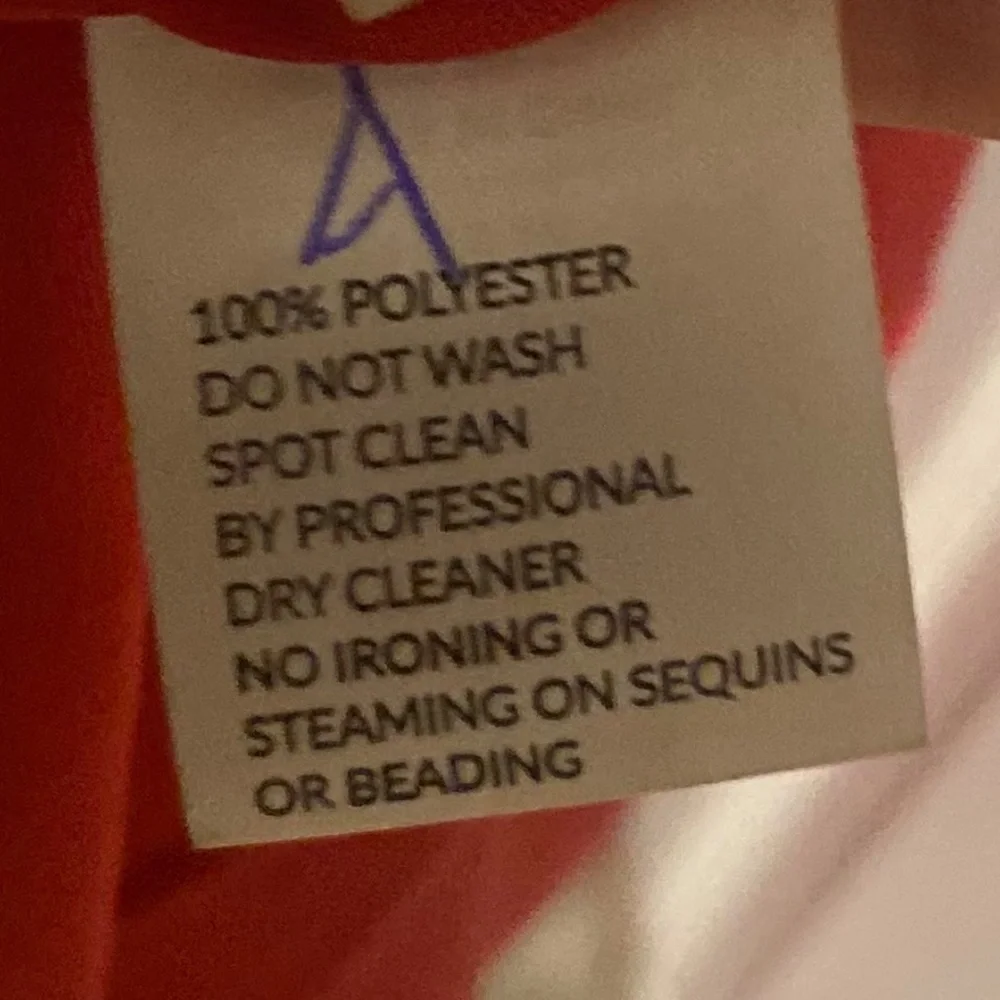 A
100% POLYESTER
DO NOT WASH
SPOT CLEAN
BY PROFESSIONAL
DRY CLEANER
NO IRONING OR
STEAMING ON SEQUINS
OR BEADING